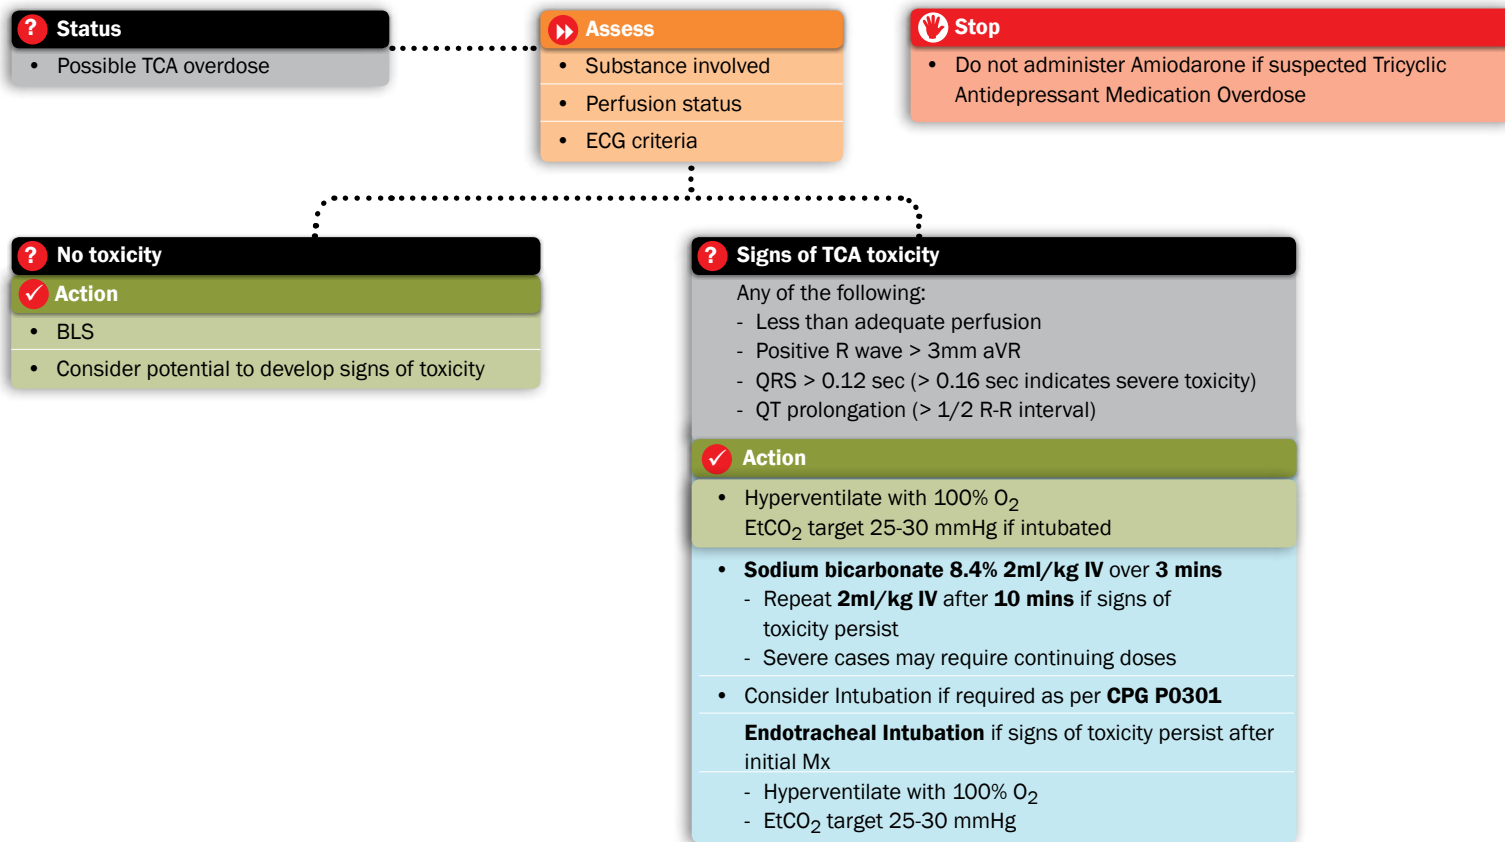 ? Status
• Possible TCA overdose
Assess
• Substance involved
• Perfusion status
• ECG criteria
Stop
• Do not administer Amiodarone if suspected Tricyclic
Antidepressant Medication Overdose
? No toxicity
Action
• BLS
• Consider potential to develop signs of toxicity
? Signs of TCA toxicity
Any of the following:
- Less than adequate perfusion
- Positive R wave > 3mm aVR
- QRS > 0.12 sec (> 0.16 sec indicates severe toxicity)
- QT prolongation (> 1/2 R-R interval)
Action
• Hyperventilate with 100% O2
EtCO2 target 25-30 mmHg if intubated
• Sodium bicarbonate 8.4% 2ml/kg IV over 3 mins
- Repeat 2ml/kg IV after 10 mins if signs of
toxicity persist
- Severe cases may require continuing doses
• Consider Intubation if required as per CPG P0301
Endotracheal Intubation if signs of toxicity persist after
initial Mx
- Hyperventilate with 100% O2
- EtCO2 target 25-30 mmHg